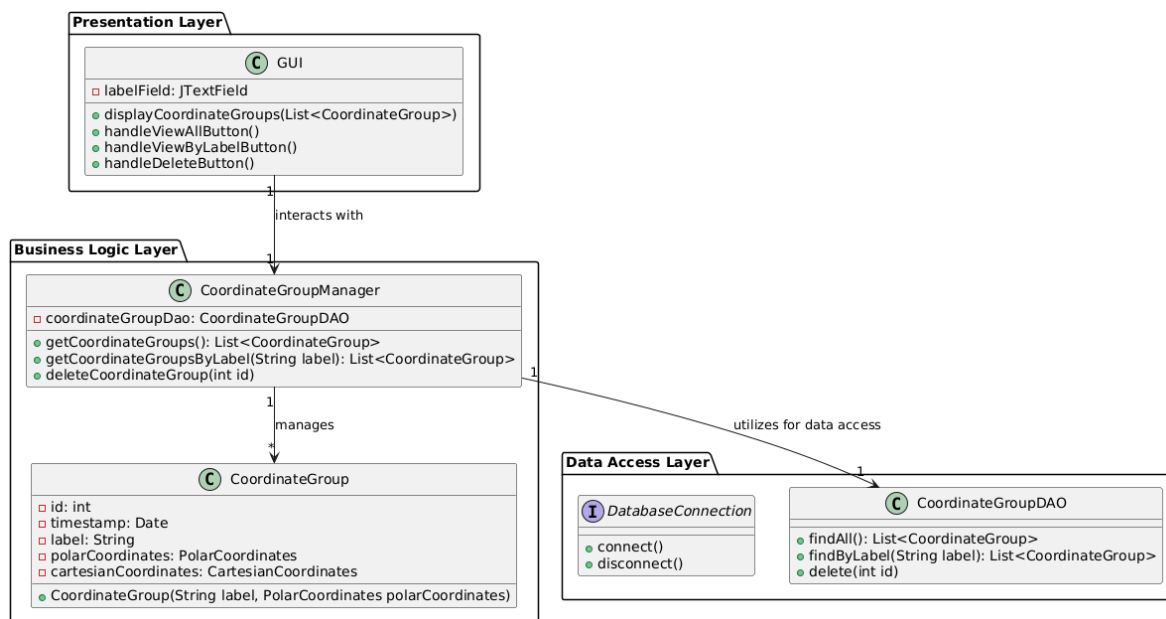 Presentation Layer
C GUI
labelField: JTextField
displayCoordinateGroups(List<CoordinateGroup>)
handleViewAllButton()
handleViewByLabelButton()
handleDeleteButton()
1
interacts with
1
Business Logic Layer
C CoordinateGroupManager
coordinateGroupDao: CoordinateGroupDAO
getCoordinateGroups(): List<CoordinateGroup>
getCoordinateGroupsByLabel(String label): List<CoordinateGroup>
deleteCoordinateGroup(int id)
1
1
manages
utilizes for data access
*
1
C CoordinateGroup
id: int
timestamp: Date
label: String
polarCoordinates: PolarCoordinates
cartesianCoordinates: CartesianCoordinates
CoordinateGroup(String label, PolarCoordinates polarCoordinates)
Data Access Layer
I DatabaseConnection
connect()
disconnect()
C CoordinateGroupDAO
findAll(): List<CoordinateGroup>
findByLabel(String label): List<CoordinateGroup>
delete(int id)